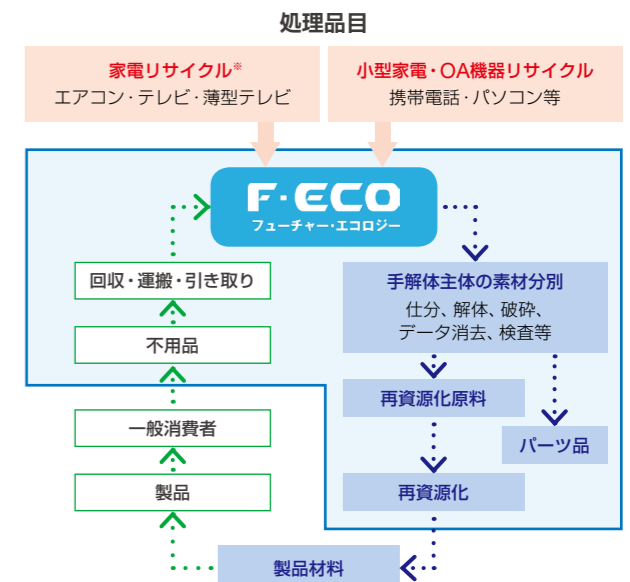 処理品目
家電リサイクル※
エアコン・テレビ・薄型テレビ
小型家電・OA機器リサイクル
携帯電話・パソコン等
F・ECO
フューチャー・エコロジー
回収・運搬・引き取り
不用品
一般消費者
製品
手解体主体の素材分別
仕分、解体、破砕、
データ消去、検査等
再資源化原料
パーツ品
再資源化
製品材料